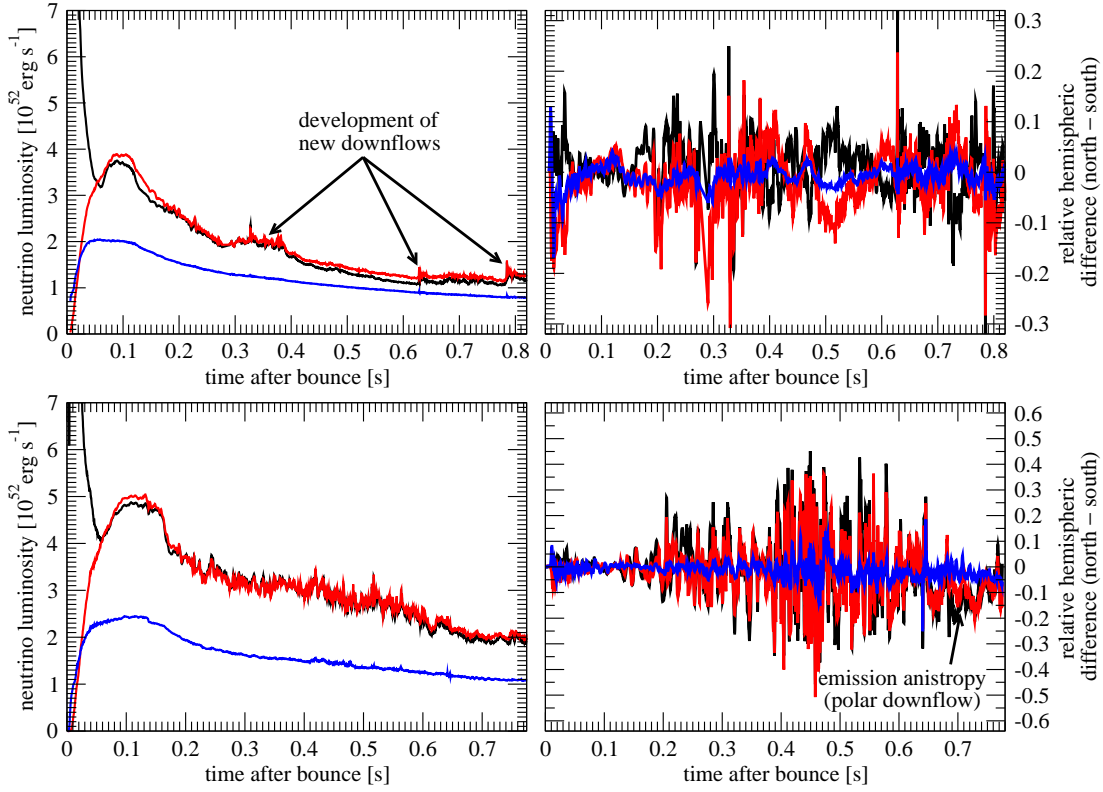 7
6
5
4
3
2
1
0
neutrino luminosity [10^52 erg s^-1]
development of
new downflows
0 0.1 0.2 0.3 0.4 0.5 0.6 0.7 0.8
time after bounce [s]
0.3
0.2
0.1
0
-0.1
-0.2
-0.3
relative hemispheric
difference (north − south)
0 0.1 0.2 0.3 0.4 0.5 0.6 0.7 0.8
time after bounce [s]
7
6
5
4
3
2
1
0
neutrino luminosity [10^52 erg s^-1]
0 0.1 0.2 0.3 0.4 0.5 0.6 0.7
time after bounce [s]
0.6
0.5
0.4
0.3
0.2
0.1
0
-0.1
-0.2
-0.3
-0.4
-0.5
-0.6
relative hemispheric
difference (north − south)
emission anistropy
(polar downflow)
0 0.1 0.2 0.3 0.4 0.5 0.6 0.7
time after bounce [s]